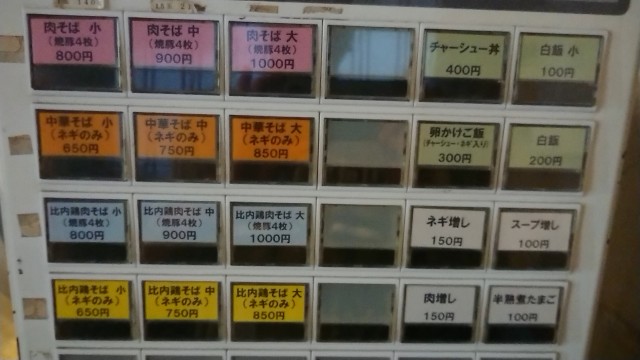 肉そば 小
(焼豚4枚)
800円
肉そば 中
(焼豚4枚)
900円
肉そば 大
(焼豚4枚)
1000円
チャーシュー丼
400円
白飯 小
100円
中華そば 小
(ネギのみ)
650円
中華そば 中
(ネギのみ)
750円
中華そば 大
(ネギのみ)
850円
卵かけご飯
(チャーシュー・ネギ入り)
300円
白飯
200円
比内鶏肉そば 小
(焼豚4枚)
800円
比内鶏肉そば 中
(焼豚4枚)
900円
比内鶏肉そば 大
(焼豚4枚)
1000円
ネギ増し
150円
スープ増し
100円
比内鶏そば 小
(ネギのみ)
650円
比内鶏そば 中
(ネギのみ)
750円
比内鶏そば 大
(ネギのみ)
850円
肉増し
150円
半熟煮たまご
100円